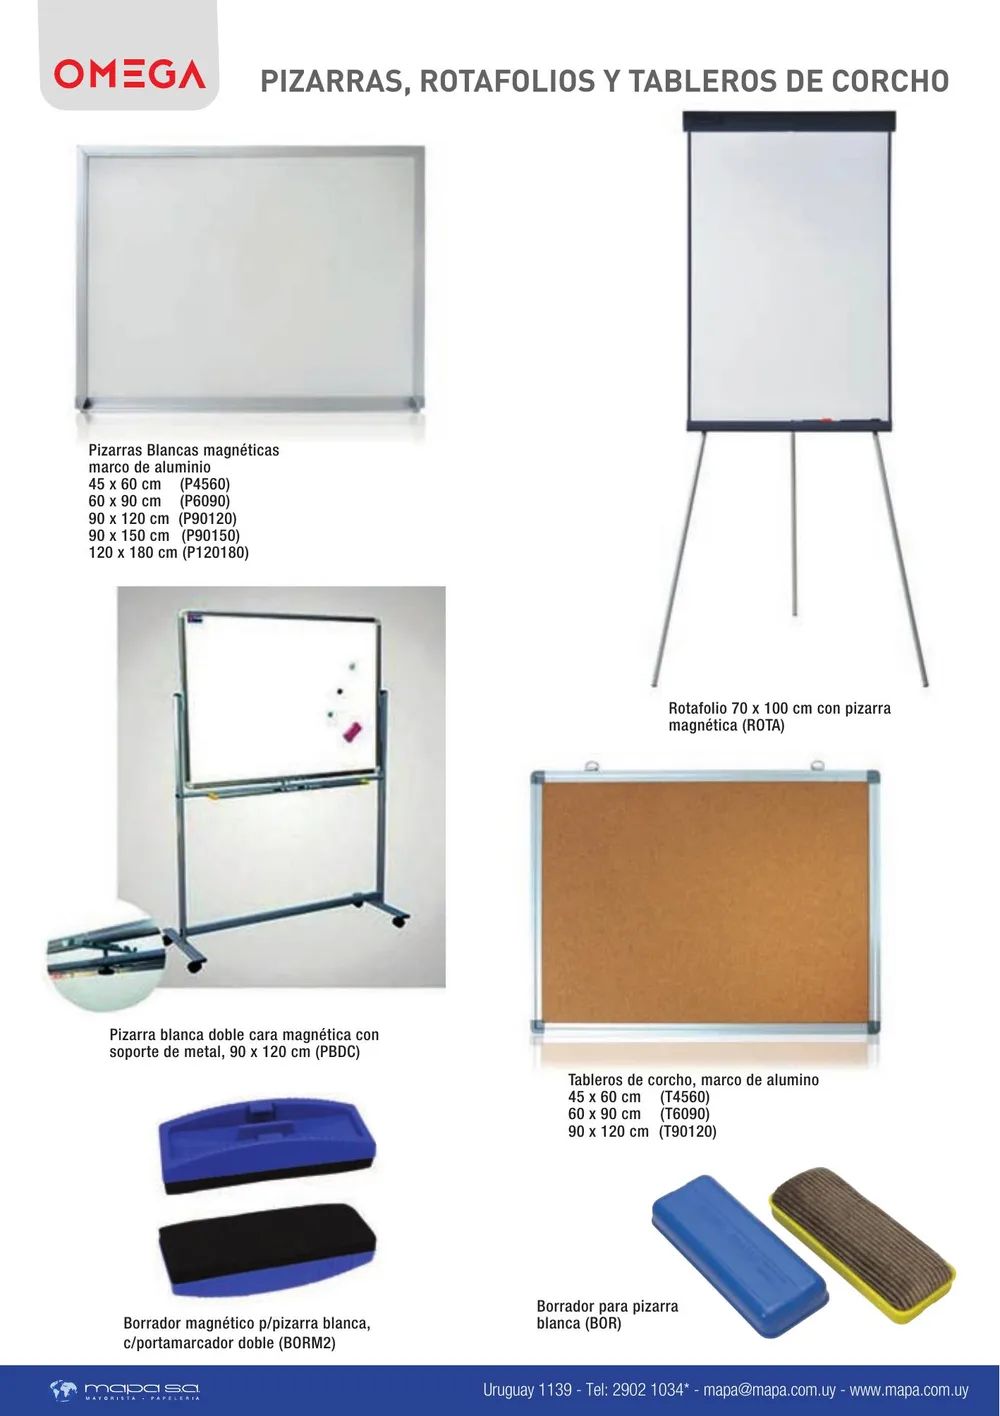 OMEGA
PIZARRAS, ROTAFOLIOS Y TABLEROS DE CORCHO
Pizarras Blancas magnéticas
marco de aluminio
45 x 60 cm (P4560)
60 x 90 cm (P6090)
90 x 120 cm (P90120)
90 x 150 cm (P90150)
120 x 180 cm (P120180)
Rotafolio 70 x 100 cm con pizarra
magnética (ROTA)
Pizarra blanca doble cara magnética con
soporte de metal, 90 x 120 cm (PBDC)
Tableros de corcho, marco de alumino
45 x 60 cm (T4560)
60 x 90 cm (T6090)
90 x 120 cm (T90120)
Borrador magnético p/pizarra blanca,
c/portamarcador doble (BORM2)
Borrador para pizarra
blanca (BOR)
mapa sa
MAYORISTA - PAPELERIA
Uruguay 1139 - Tel: 2902 1034* - mapa@mapa.com.uy - www.mapa.com.uy